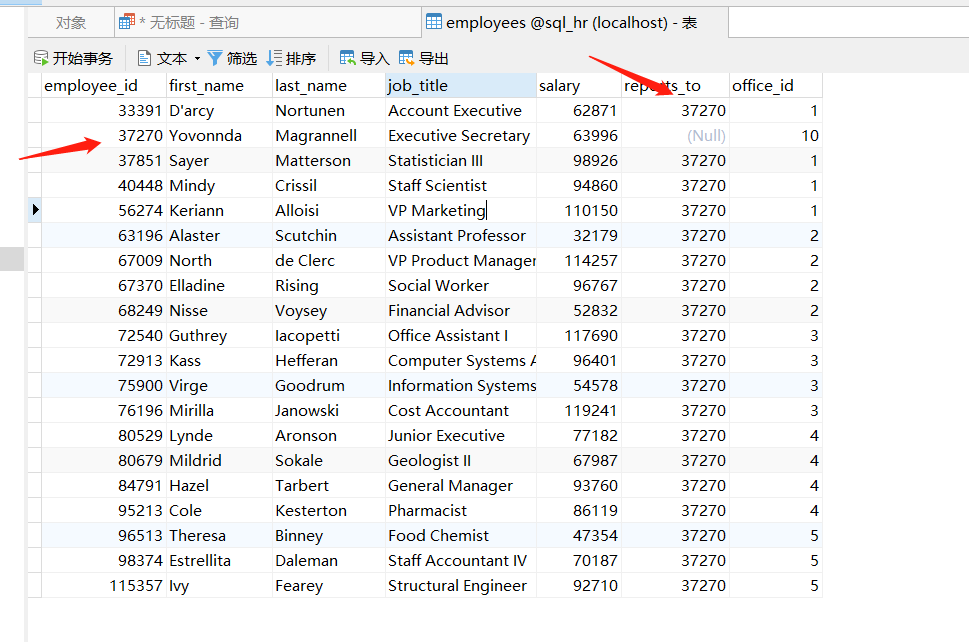 对象 * 无标题 - 查询 employees @sql_hr (localhost) - 表
开始事务 文本 筛选 排序 导入 导出
employee_id first_name last_name job_title salary reports_to office_id
33391 D'arcy Nortunen Account Executive 62871 37270 1
37270 Yovonnda Magrannell Executive Secretary 63996 (Null) 10
37851 Sayer Matterson Statistician III 98926 37270 1
40448 Mindy Crissil Staff Scientist 94860 37270 1
56274 Keriann Alloisi VP Marketing 110150 37270 1
63196 Alaster Scutchin Assistant Professor 32179 37270 2
67009 North de Clerc VP Product Manager 114257 37270 2
67370 Elladine Rising Social Worker 96767 37270 2
68249 Nisse Voysey Financial Advisor 52832 37270 2
72540 Guthrey Iacopetti Office Assistant I 117690 37270 3
72913 Kass Hefferan Computer Systems A 96401 37270 3
75900 Virge Goodrum Information Systems 54578 37270 3
76196 Mirilla Janowski Cost Accountant 119241 37270 3
80529 Lynde Aronson Junior Executive 77182 37270 4
80679 Mildrid Sokale Geologist II 67987 37270 4
84791 Hazel Tarbert General Manager 93760 37270 4
95213 Cole Kesterton Pharmacist 86119 37270 4
96513 Theresa Binney Food Chemist 47354 37270 5
98374 Estrellita Daleman Staff Accountant IV 70187 37270 5
115357 Ivy Fearey Structural Engineer 92710 37270 5